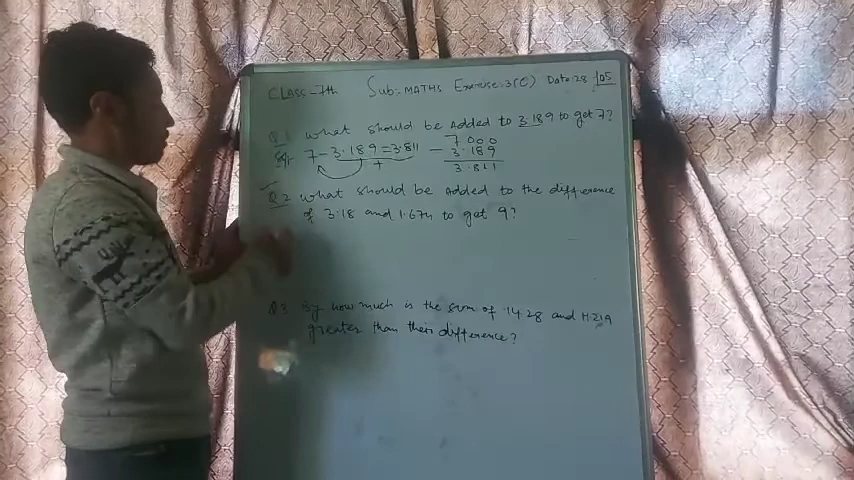 CLASS-7th Sub:-MATHS Exercise:3(C) Date:28 105
Q.1 What should be Added to 3.189 to get 7?
7-3.189=3.811 - 7 000
+ 3.189
3.811
Q.2 What should be Added to the difference
of 3.18 and 1.674 to get 9?
Q.3 By how much is the sum of 14.28 and 11.219
greater than their difference?